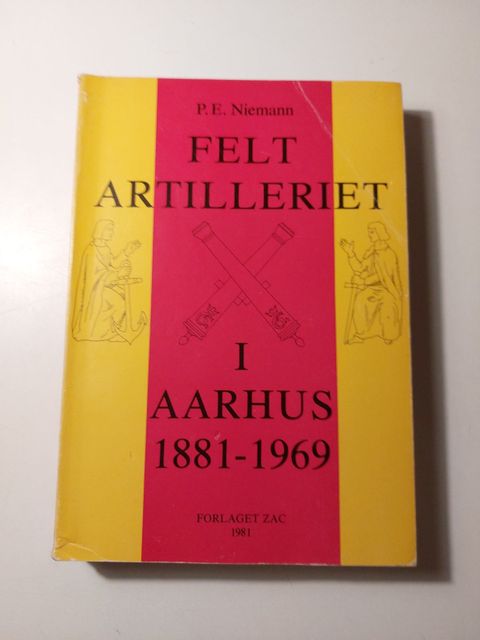 P. E. Niemann
FELT
ARTILLERIET
I
AARHUS
1881-1969
FORLAGET ZAC
1981